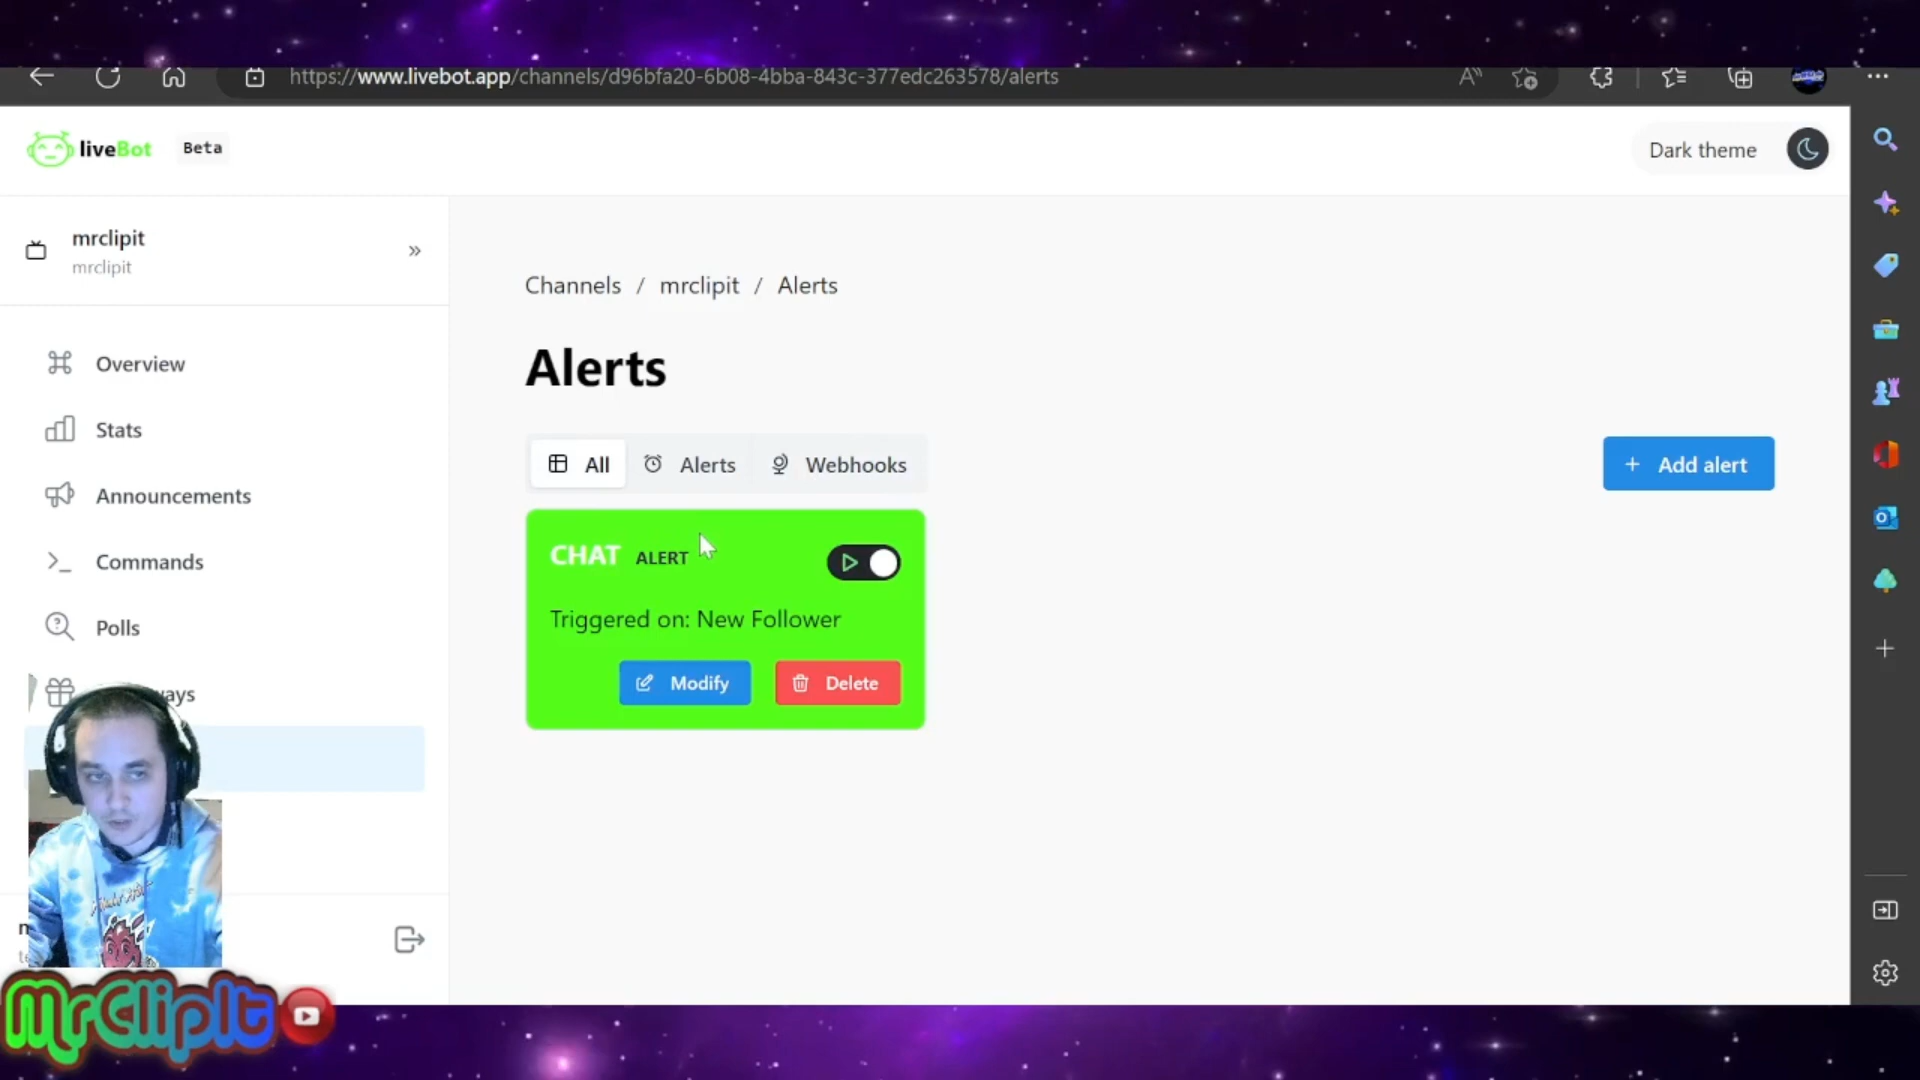 https://www.livebot.app/channels/d96bfa20-6b08-4bba-843c-377edc263578/alerts
liveBot Beta
Dark theme
mrclipit
mrclipit
Channels / mrclipit / Alerts
Overview
Alerts
Stats
All Alerts Webhooks
+ Add alert
Announcements
CHAT ALERT
Commands
Triggered on: New Follower
Polls
Modify Delete
ways
MrClipIt